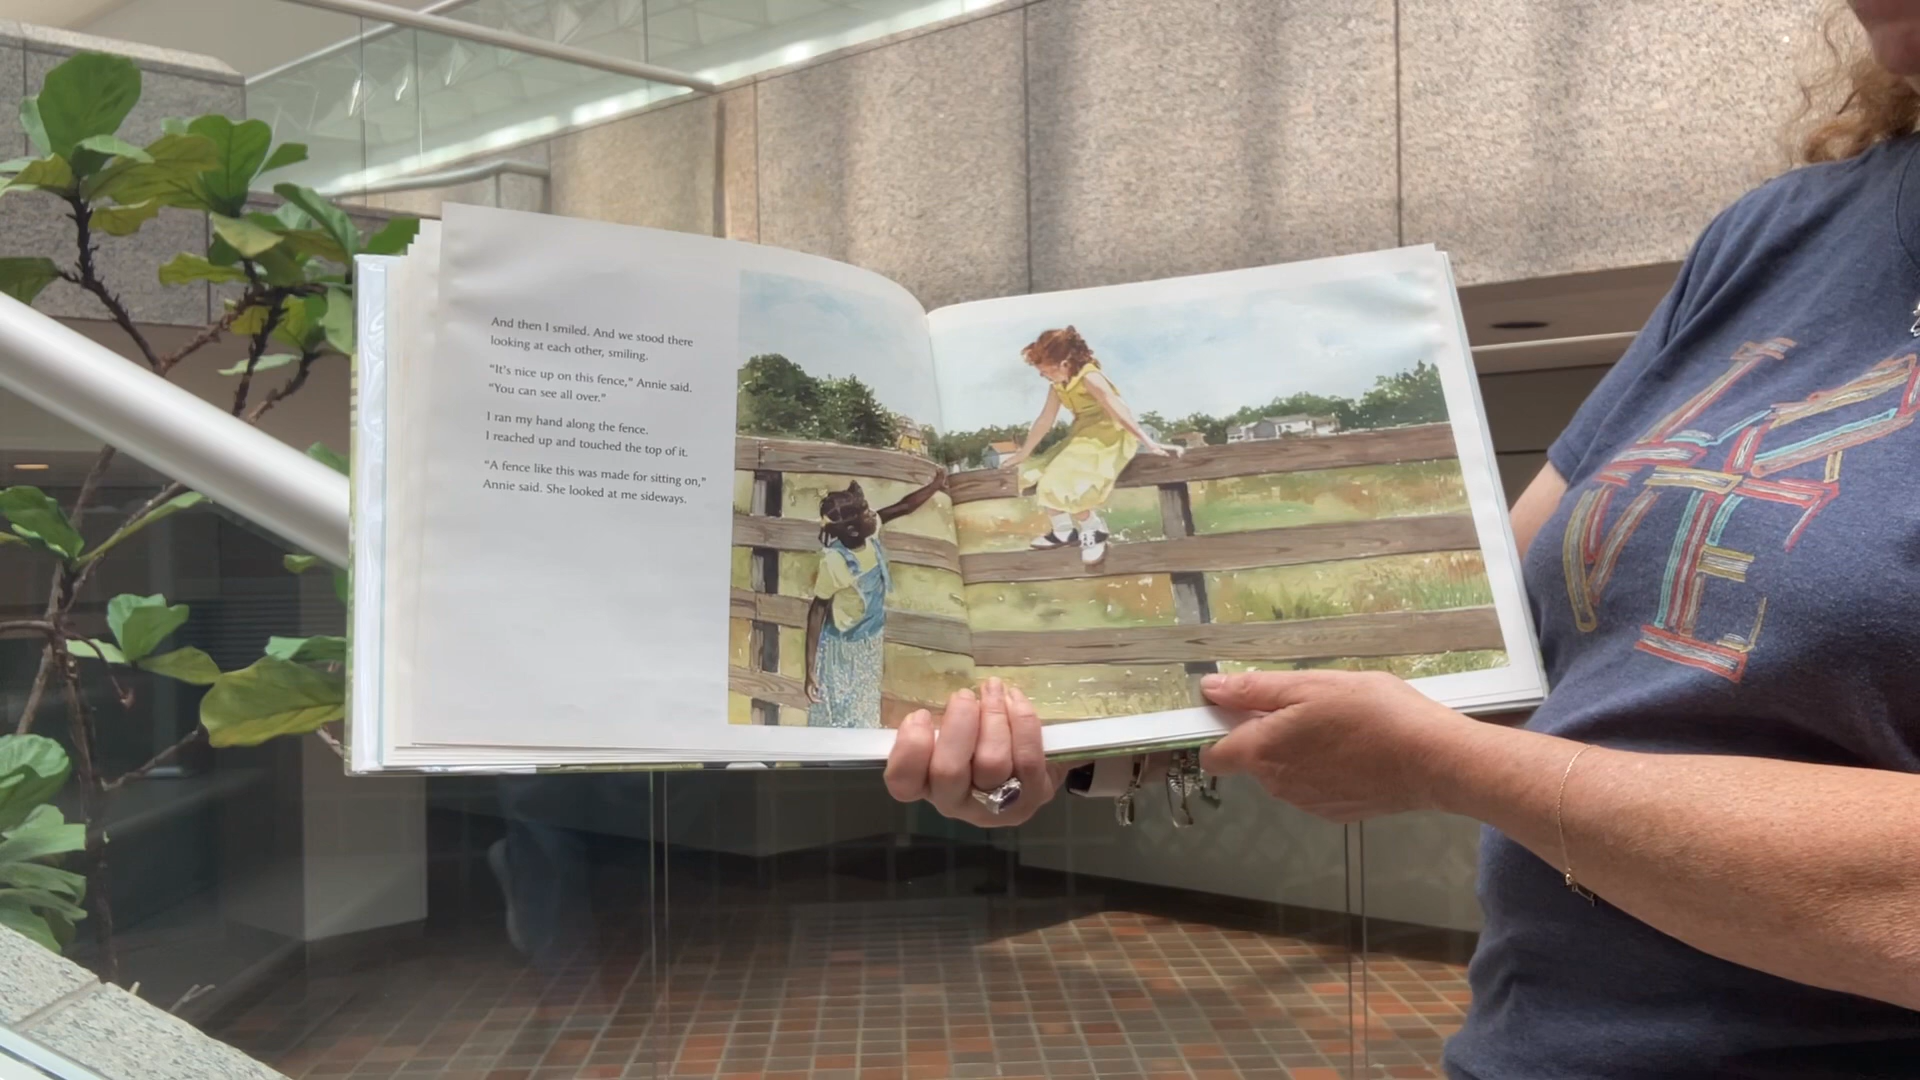 And then I smiled. And we stood there
looking at each other, smiling.
"It's nice up on this fence," Annie said.
"You can see all over."
I ran my hand along the fence.
I reached up and touched the top of it.
"A fence like this was made for sitting on,"
Annie said. She looked at me sideways.
LOVE